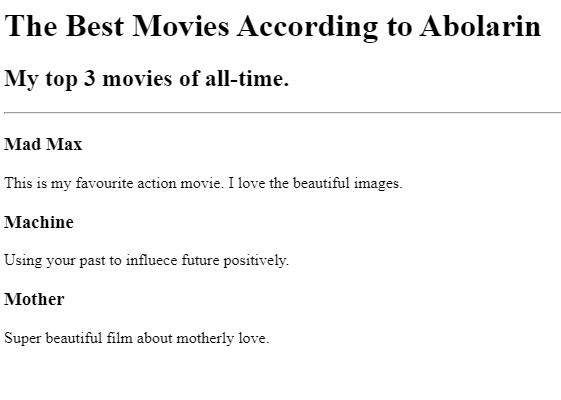 The Best Movies According to Abolarin
My top 3 movies of all-time.
Mad Max
This is my favourite action movie. I love the beautiful images.
Machine
Using your past to influece future positively.
Mother
Super beautiful film about motherly love.